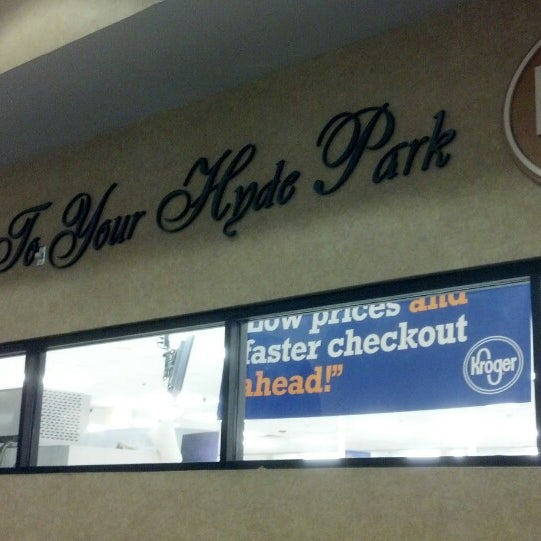 To Your Hyde Park
Low prices and
faster checkout
ahead!”
Kroger